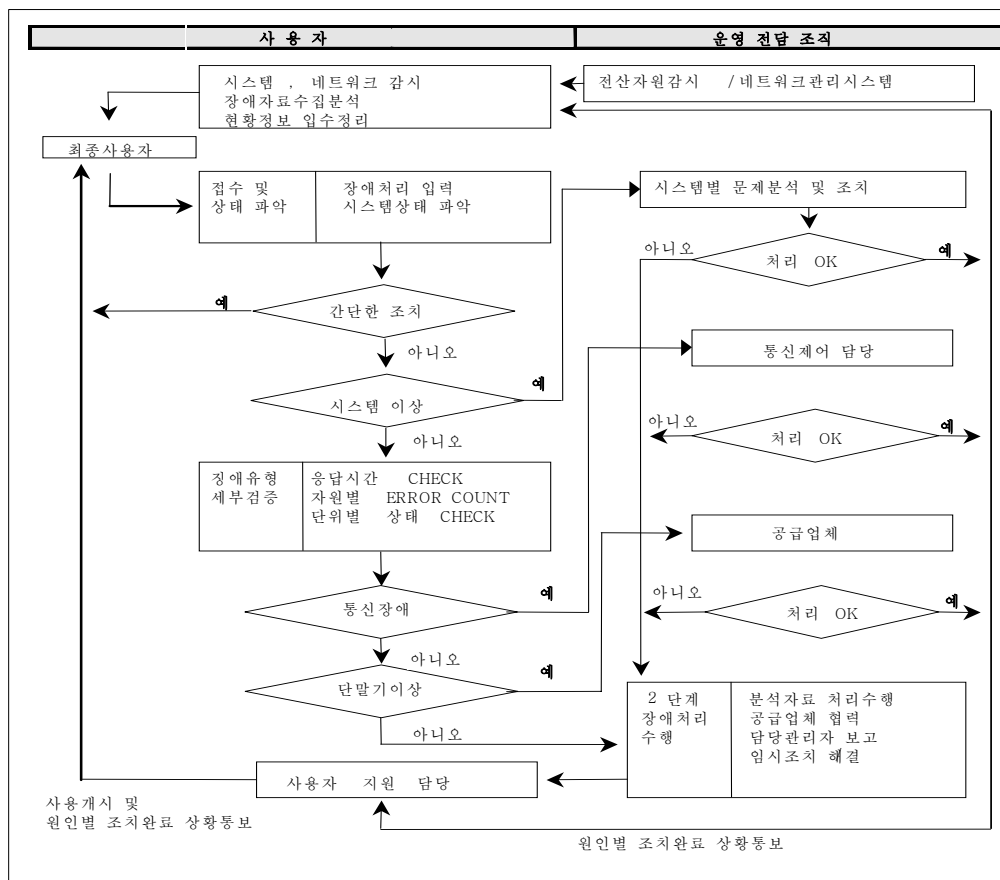 사 용 자
운영 전담 조직
시스템 , 네트워크 감시
장애자료수집분석
현황정보 입수정리
전산자원감시 /네트워크관리시스템
최종사용자
접수 및
상태 파악
장애처리 입력
시스템상태 파악
시스템별 문제분석 및 조치
아니오
예
처리 OK
예
간단한 조치
아니오
통신제어 담당
시스템 이상
예
아니오
아니오
예
처리 OK
징애유형
세부검증
응답시간 CHECK
자원별 ERROR COUNT
단위별 상태 CHECK
공급업체
통신장애
예
아니오
아니오
예
처리 OK
단말기이상
예
아니오
2 단계
장애처리
수행
분석자료 처리수행
공급업체 협력
담당관리자 보고
임시조치 해결
사용자 지원 담당
사용개시 및
원인별 조치완료 상황통보
원인별 조치완료 상황통보